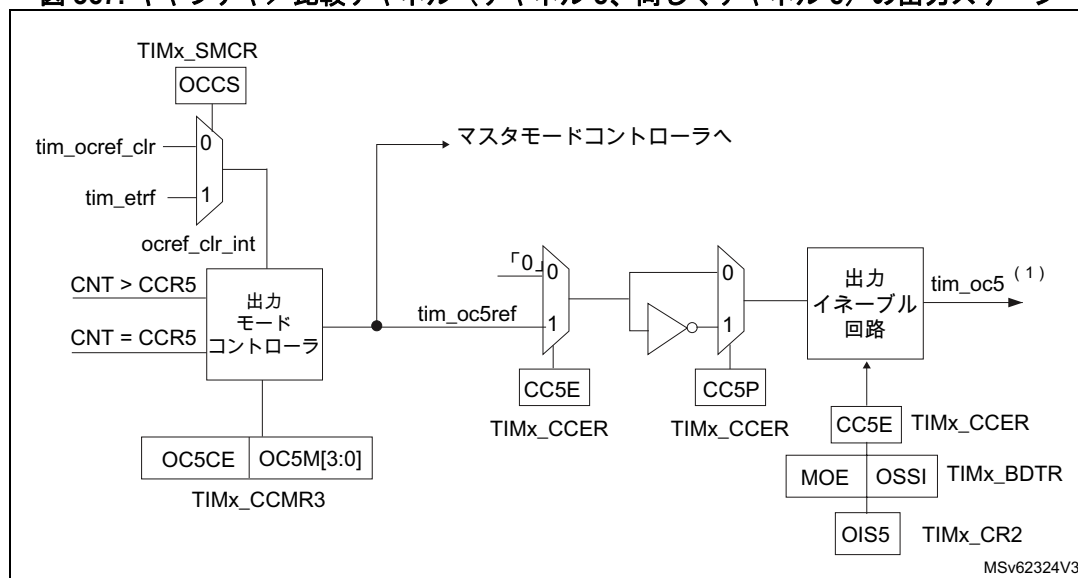 TIMx_SMCR
OCCS
tim_ocref_clr
0
tim_etrf
1
ocref_clr_int
マスタモードコントローラへ
CNT > CCR5
CNT = CCR5
出力
モード
コントローラ
OC5CE
OC5M[3:0]
TIMx_CCMR3
「0」
0
tim_oc5ref
1
CC5E
TIMx_CCER
0
1
CC5P
TIMx_CCER
出力
イネーブル
回路
tim_oc5 (1)
CC5E
TIMx_CCER
MOE
OSSI
TIMx_BDTR
OIS5
TIMx_CR2
MSv62324V3